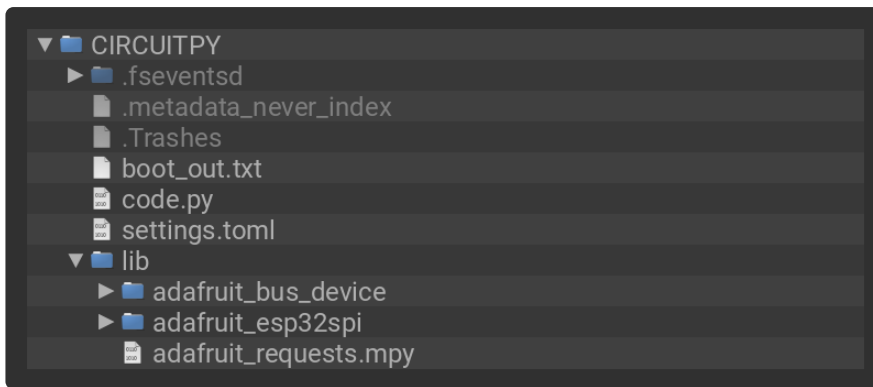 CIRCUITPY
.fseventsd
.metadata_never_index
.Trashes
boot_out.txt
code.py
settings.toml
lib
adafruit_bus_device
adafruit_esp32spi
adafruit_requests.mpy